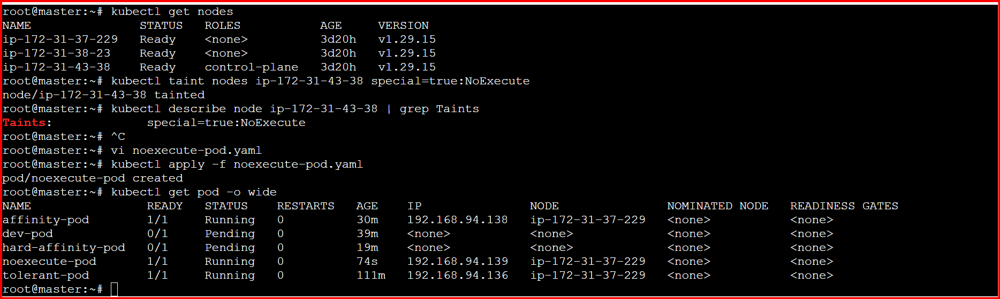 root@master:~# kubectl get nodes
NAME               STATUS   ROLES           AGE     VERSION
ip-172-31-37-229   Ready    <none>          3d20h   v1.29.15
ip-172-31-38-23    Ready    <none>          3d20h   v1.29.15
ip-172-31-43-38    Ready    control-plane   3d20h   v1.29.15
root@master:~# kubectl taint nodes ip-172-31-43-38 special=true:NoExecute
node/ip-172-31-43-38 tainted
root@master:~# kubectl describe node ip-172-31-43-38 | grep Taints
Taints:             special=true:NoExecute
root@master:~# ^C
root@master:~# vi noexecute-pod.yaml
root@master:~# kubectl apply -f noexecute-pod.yaml
pod/noexecute-pod created
root@master:~# kubectl get pod -o wide
NAME                READY   STATUS    RESTARTS   AGE    IP               NODE               NOMINATED NODE   READINESS GATES
affinity-pod        1/1     Running   0          30m    192.168.94.138   ip-172-31-37-229   <none>           <none>
dev-pod             0/1     Pending   0          39m    <none>           <none>             <none>           <none>
hard-affinity-pod   0/1     Pending   0          19m    <none>           <none>             <none>           <none>
noexecute-pod       1/1     Running   0          74s    192.168.94.139   ip-172-31-37-229   <none>           <none>
tolerant-pod        1/1     Running   0          111m   192.168.94.136   ip-172-31-37-229   <none>           <none>
root@master:~#